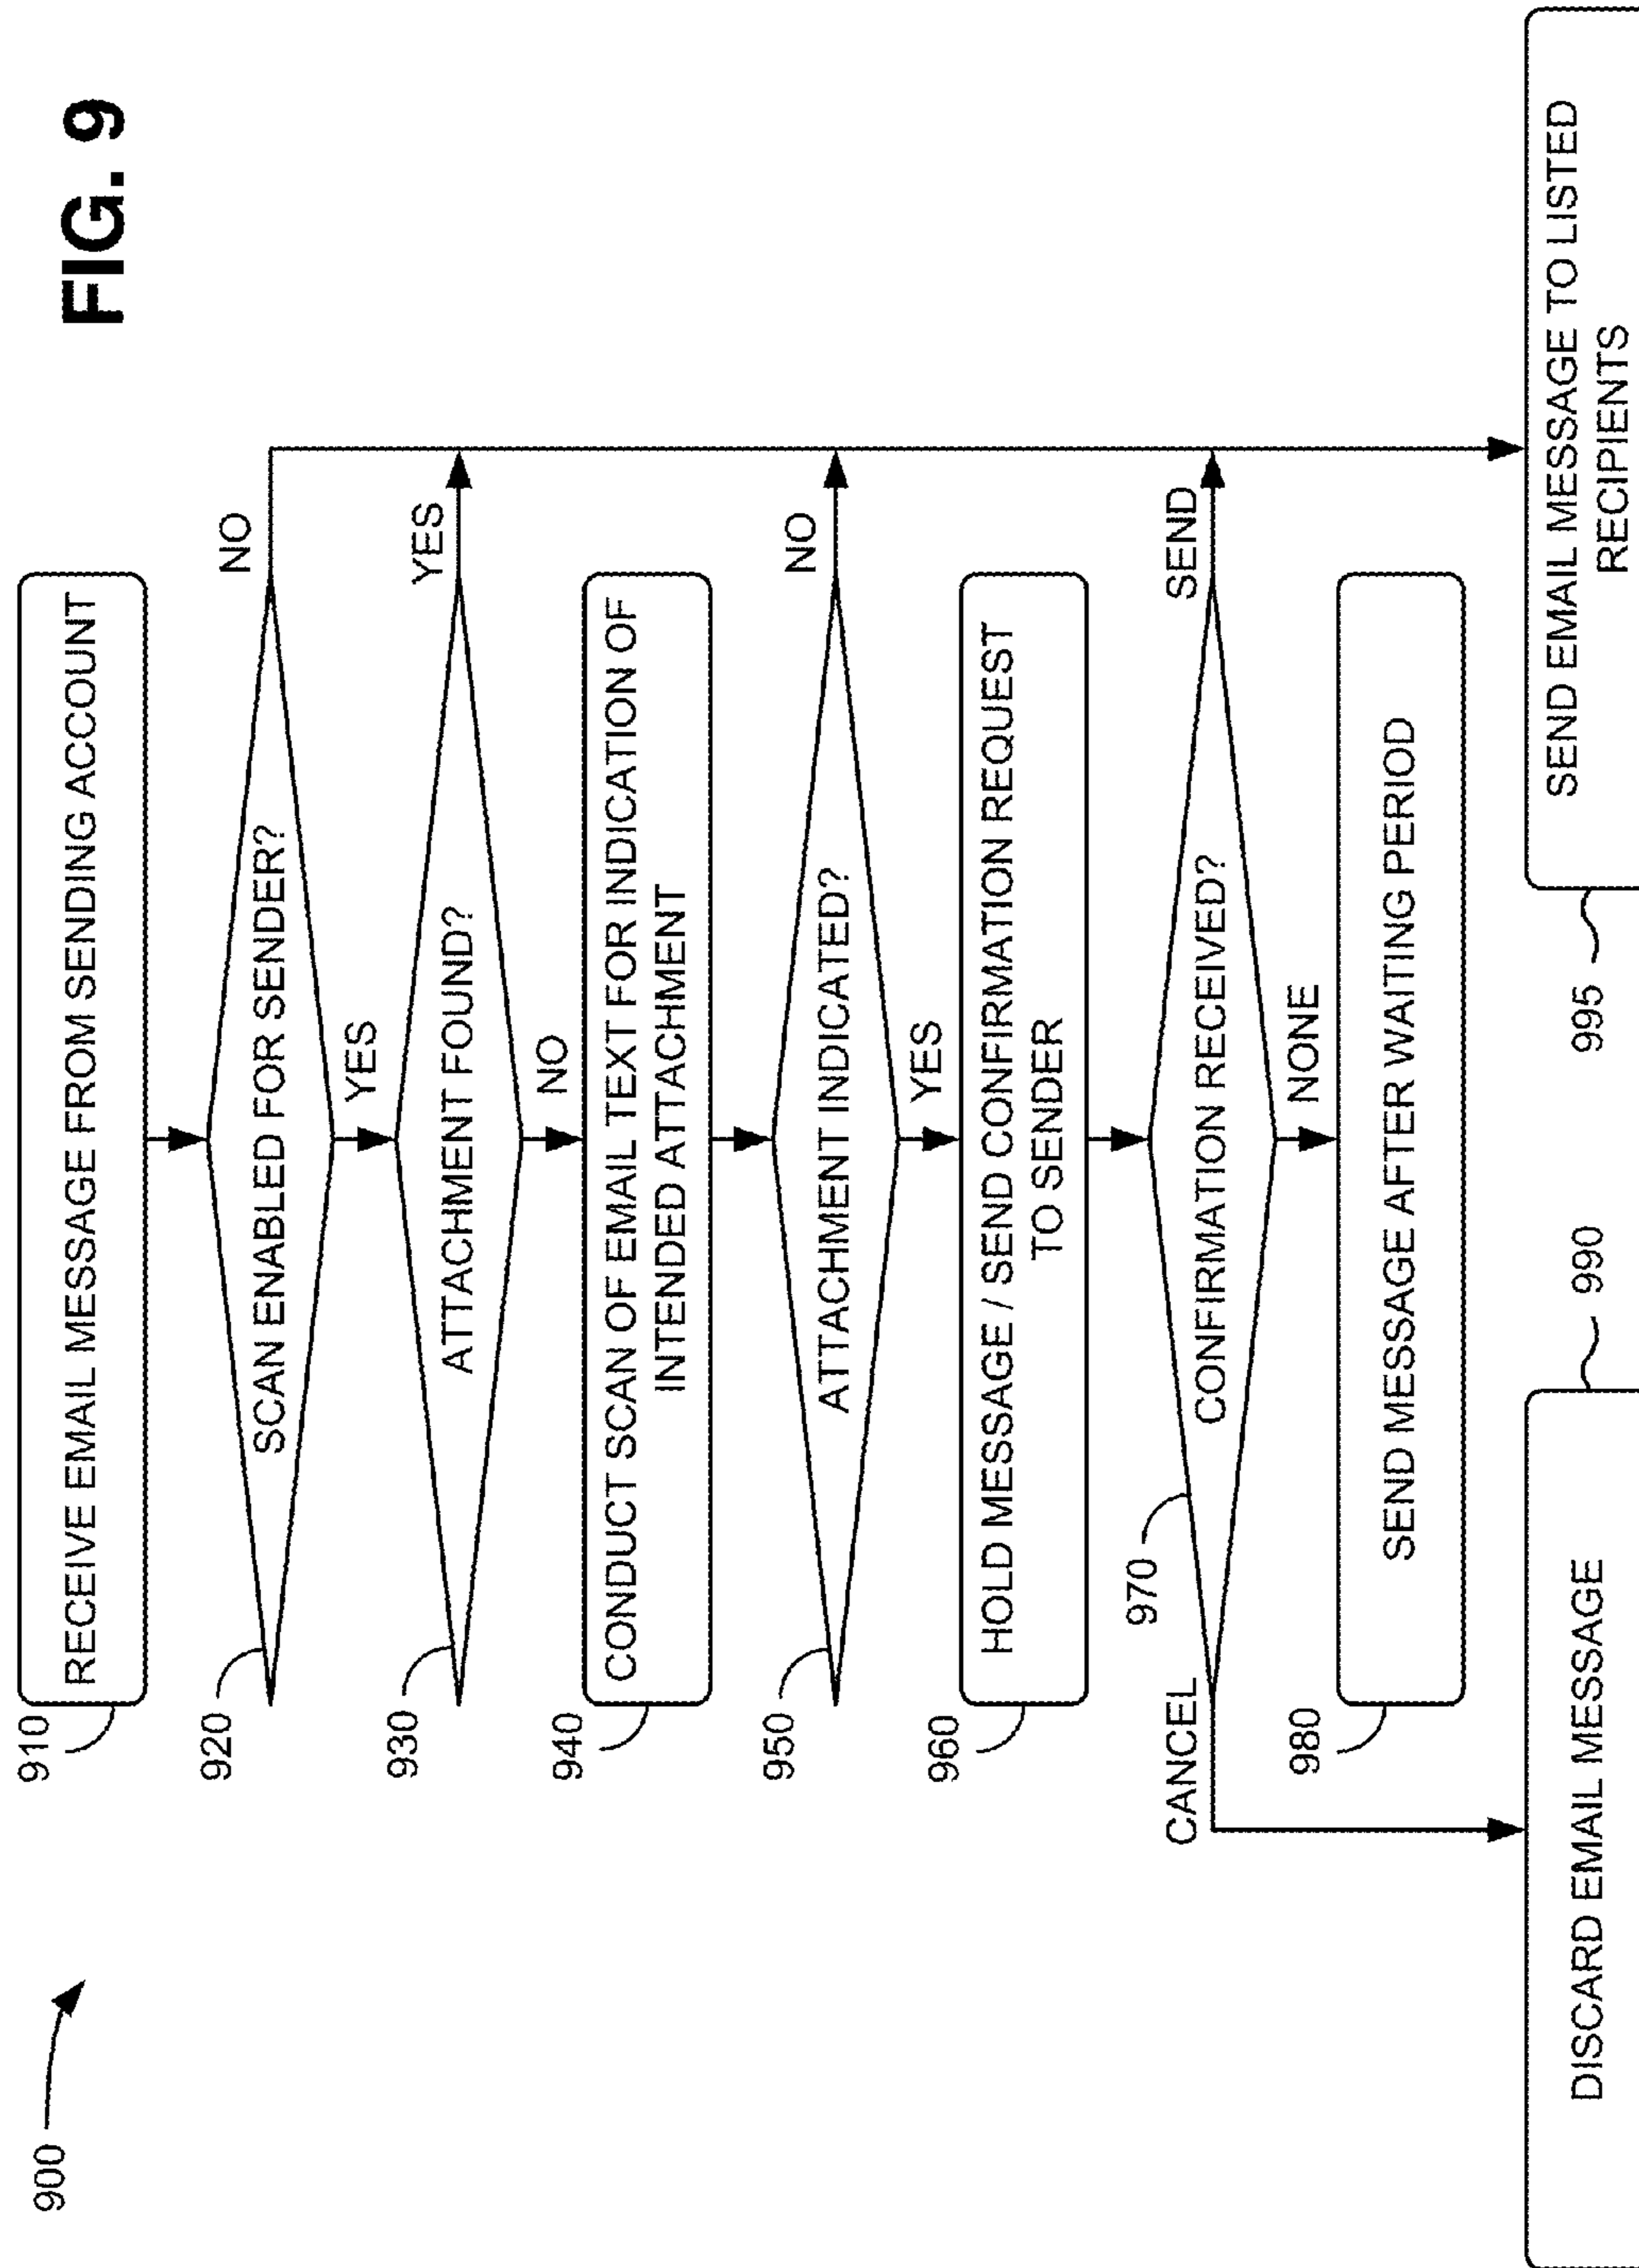 FIG. 9
900
910
RECEIVE EMAIL MESSAGE FROM SENDING ACCOUNT
920
SCAN ENABLED FOR SENDER?
NO
YES
930
ATTACHMENT FOUND?
YES
NO
940
CONDUCT SCAN OF EMAIL TEXT FOR INDICATION OF
INTENDED ATTACHMENT
950
ATTACHMENT INDICATED?
NO
YES
960
HOLD MESSAGE / SEND CONFIRMATION REQUEST
TO SENDER
970
CONFIRMATION RECEIVED?
CANCEL
SEND
NONE
980
SEND MESSAGE AFTER WAITING PERIOD
990
DISCARD EMAIL MESSAGE
995
SEND EMAIL MESSAGE TO LISTED
RECIPIENTS